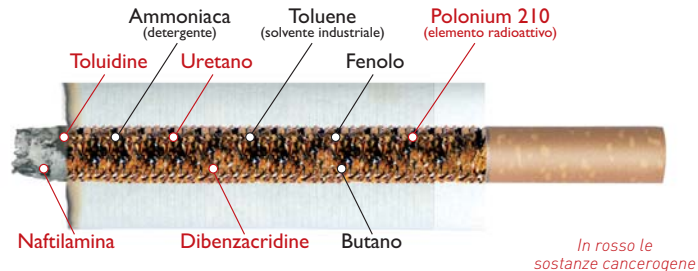 Ammoniaca
(detergente)
Toluene
(solvente industriale)
Polonium 210
(elemento radioattivo)
Toluidine
Uretano
Fenolo
Naftilamina
Dibenzacridine
Butano
In rosso le
sostanze cancerogene